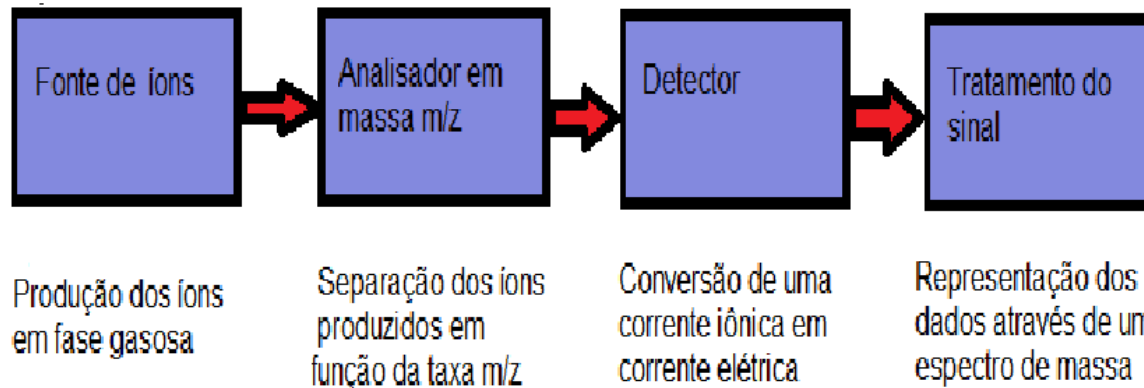 Fonte de íons
Analisador em
massa m/z
Detector
Tratamento do
sinal
Produção dos íons
em fase gasosa
Separação dos íons
produzidos em
função da taxa m/z
Conversão de uma
corrente iônica em
corrente elétrica
Representação dos
dados através de um
espectro de massa